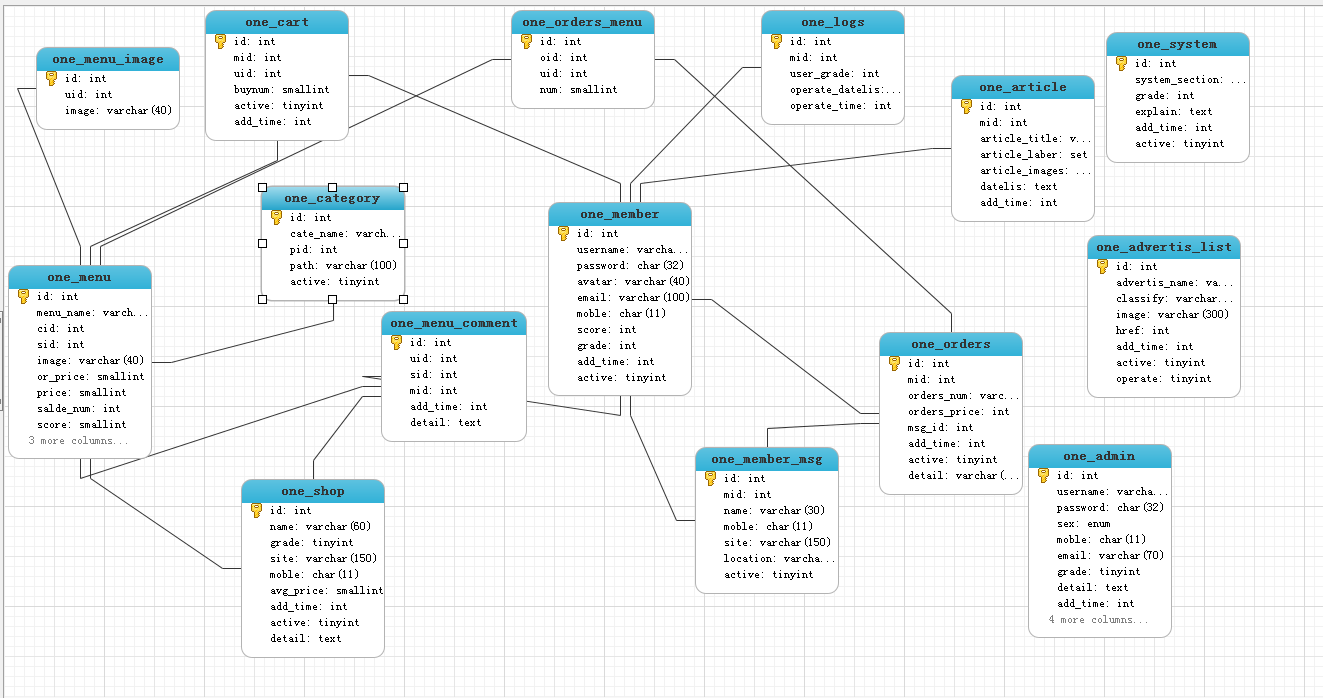 one_cart
id: int
mid: int
uid: int
buynum: smallint
active: tinyint
add_time: int
one_orders_menu
id: int
oid: int
uid: int
num: smallint
one_logs
id: int
mid: int
user_grade: int
operate_datelis:...
operate_time: int
one_system
id: int
system_section: ...
grade: int
explain: text
add_time: int
active: tinyint
one_menu_image
id: int
uid: int
image: varchar(40)
one_article
id: int
mid: int
article_title: v...
article_laber: set
article_images: ...
datelis: text
add_time: int
one_category
id: int
cate_name: varch...
pid: int
path: varchar(100)
active: tinyint
one_member
id: int
username: varcha...
password: char(32)
avatar: varchar(40)
email: varchar(100)
moble: char(11)
score: int
grade: int
add_time: int
active: tinyint
one_advertis_list
id: int
advertis_name: va...
classify: varchar...
image: varchar(300)
href: int
add_time: int
active: tinyint
operate: tinyint
one_menu
id: int
menu_name: varch...
cid: int
sid: int
image: varchar(40)
or_price: smallint
price: smallint
salde_num: int
score: smallint
3 more columns...
one_menu_comment
id: int
uid: int
sid: int
mid: int
add_time: int
detail: text
one_orders
id: int
mid: int
orders_num: varc...
orders_price: int
msg_id: int
add_time: int
active: tinyint
detail: varchar(...
one_shop
id: int
name: varchar(60)
grade: tinyint
site: varchar(150)
moble: char(11)
avg_price: smallint
add_time: int
active: tinyint
detail: text
one_member_msg
id: int
mid: int
name: varchar(30)
moble: char(11)
site: varchar(150)
location: varcha...
active: tinyint
one_admin
id: int
username: varcha...
password: char(32)
sex: enum
moble: char(11)
email: varchar(70)
grade: tinyint
detail: text
add_time: int
4 more columns...